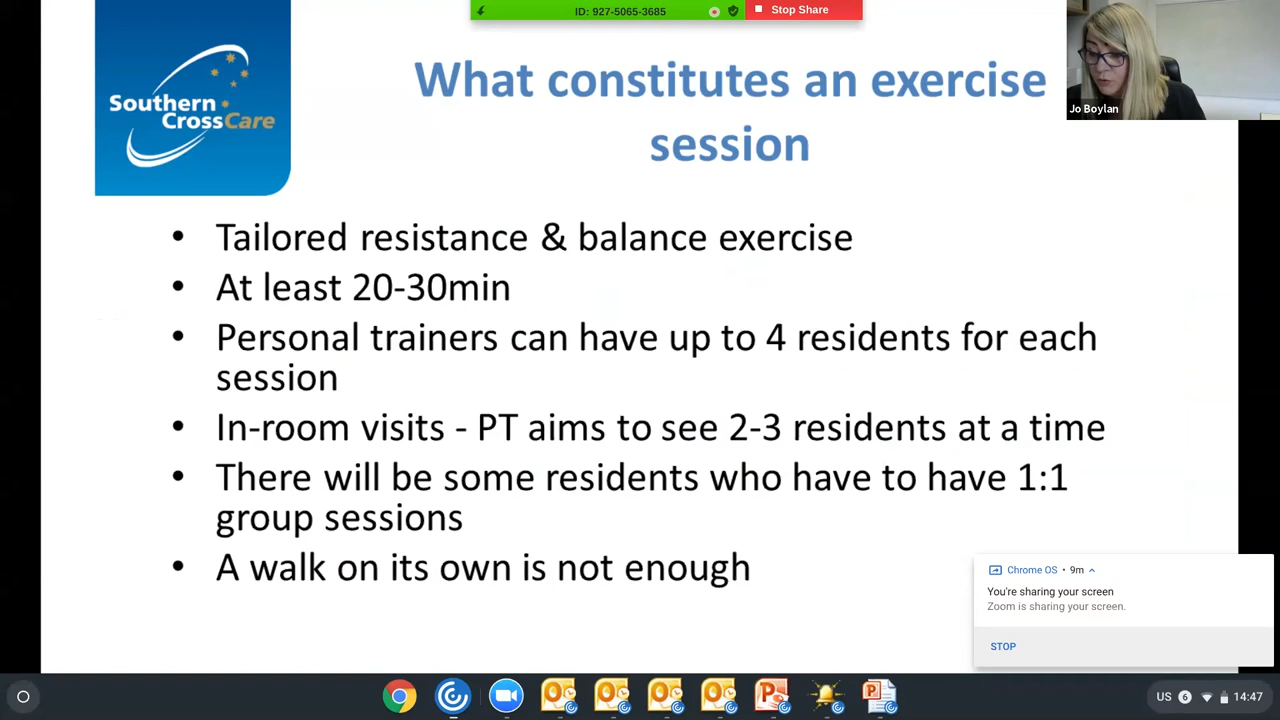 ID: 927-5065-3685
Stop Share
Southern
CrossCare
What constitutes an exercise
session
Jo Boylan
• Tailored resistance & balance exercise
• At least 20-30min
• Personal trainers can have up to 4 residents for each
session
• In-room visits - PT aims to see 2-3 residents at a time
• There will be some residents who have to have 1:1
group sessions
• A walk on its own is not enough
Chrome OS • 9m
You're sharing your screen
Zoom is sharing your screen.
STOP
US 6 14:47